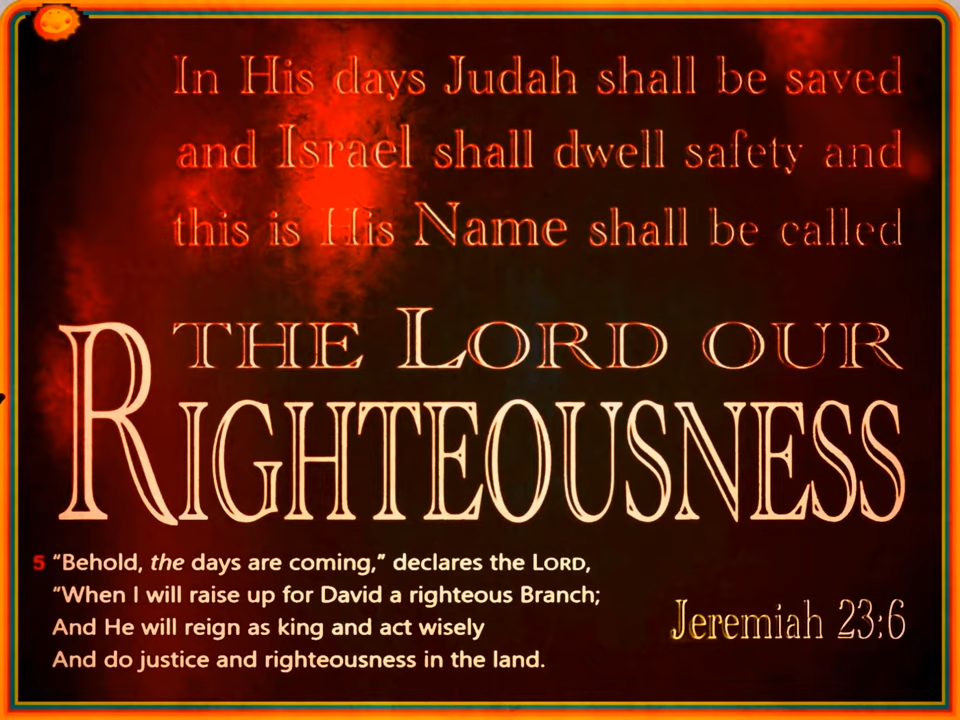 In His days Judah shall be saved
and Israel shall dwell safety and
this is His Name shall be called
THE LORD OUR
RIGHTEOUSNESS
5 “Behold, the days are coming,” declares the LORD,
“When I will raise up for David a righteous Branch;
And He will reign as king and act wisely
And do justice and righteousness in the land.
Jeremiah 23:6